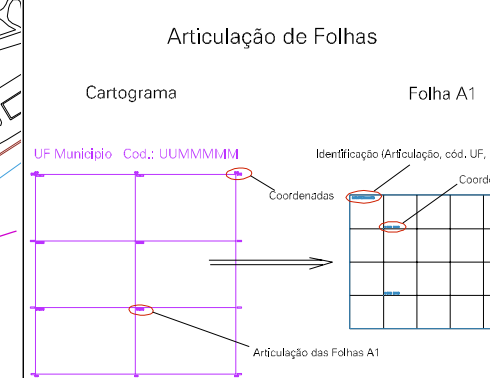 Articulação de Folhas
Cartograma
Folha A1
UF Municipio Cod.: UUMMMMM
Identificação (Articulação, cód. UF,
Coordenadas
Coord
Articulação das Folhas A1